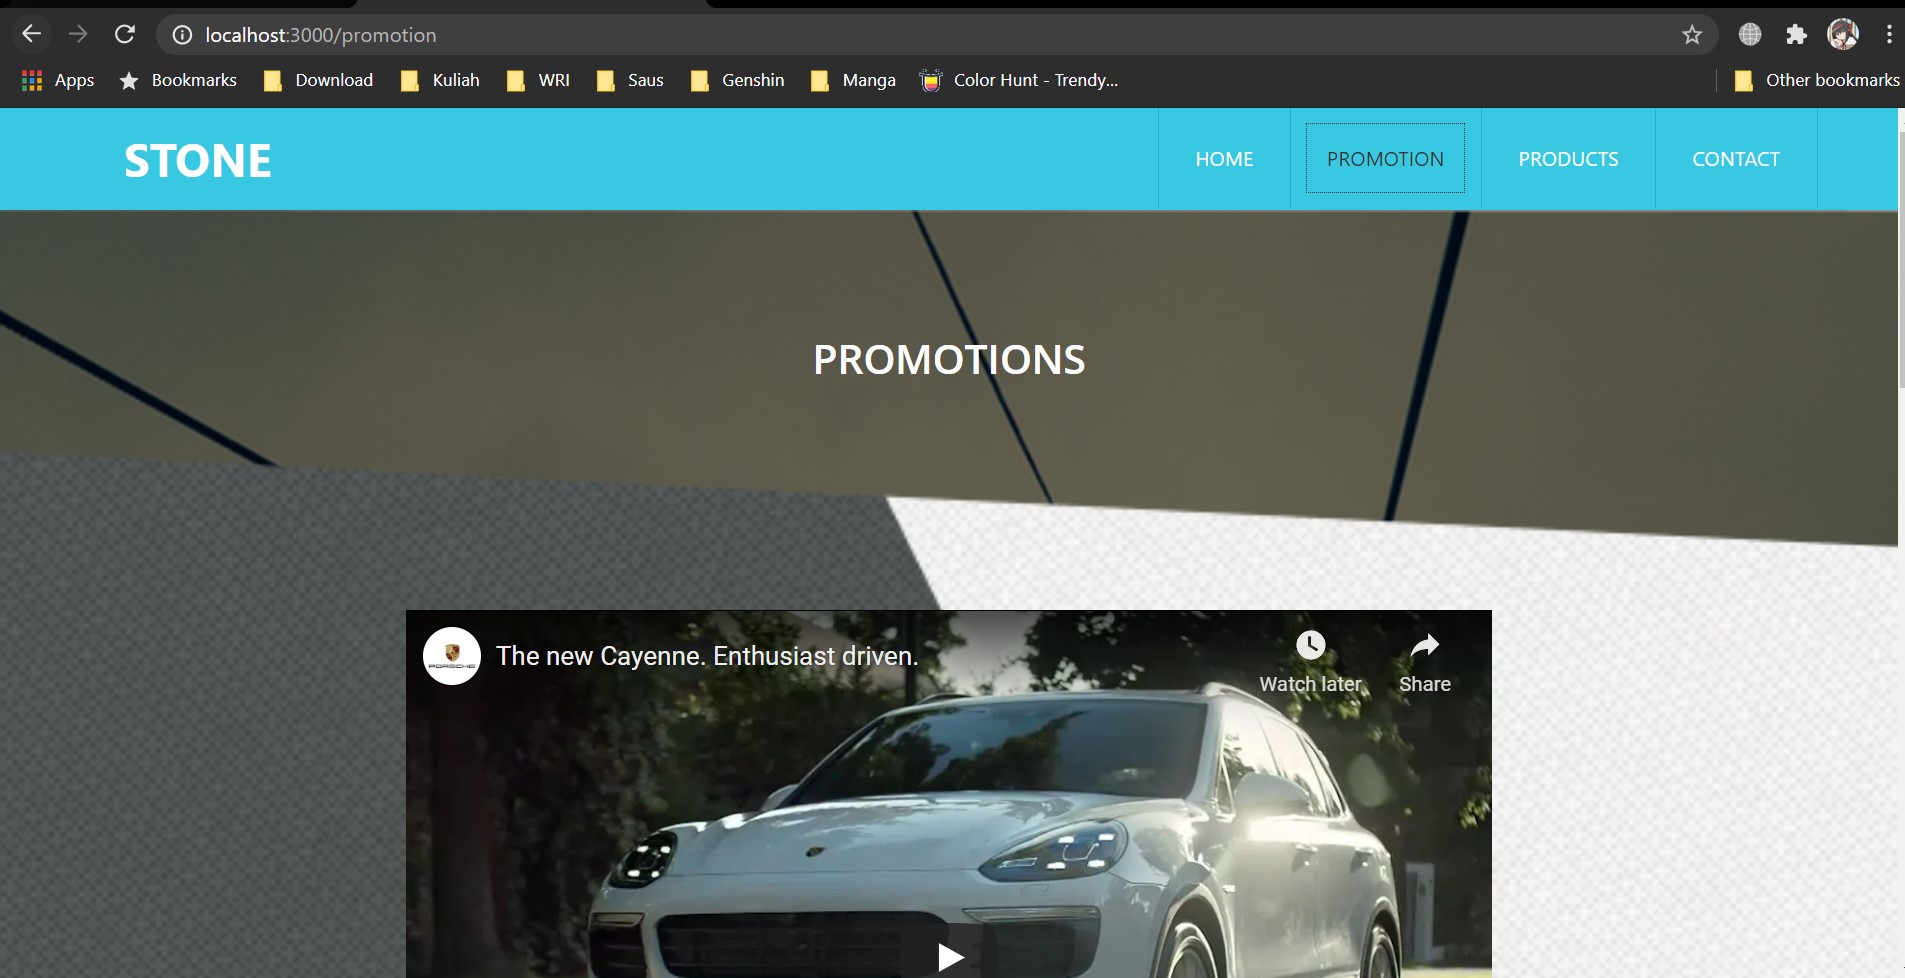 localhost:3000/promotion
Apps Bookmarks Download Kuliah WRI Saus Genshin Manga Color Hunt - Trendy... Other bookmarks
STONE HOME PROMOTION PRODUCTS CONTACT
PROMOTIONS
PORSCHE The new Cayenne. Enthusiast driven.
Watch later Share